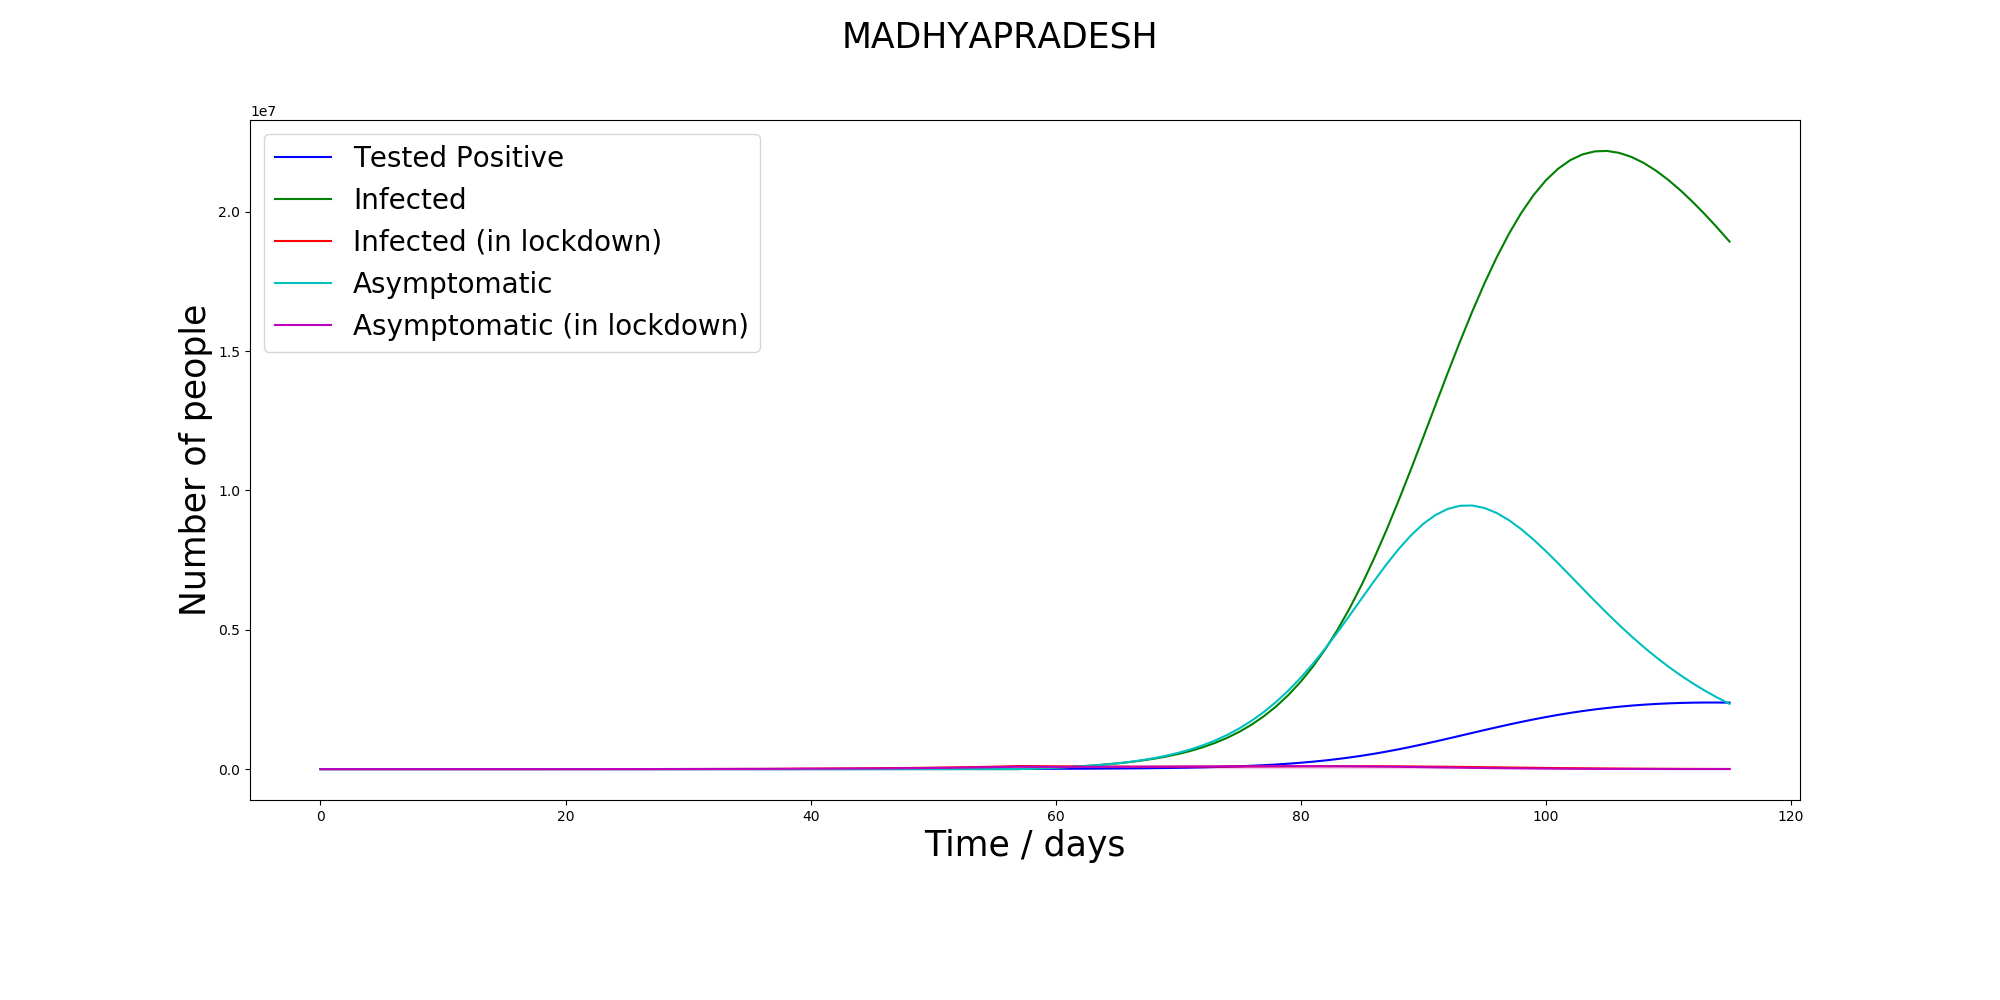 MADHYAPRADESH
1e7
Tested Positive
Infected
Infected (in lockdown)
Asymptomatic
Asymptomatic (in lockdown)
Number of people
2.0
1.5
1.0
0.5
0.0
0 20 40 60 80 100 120
Time / days